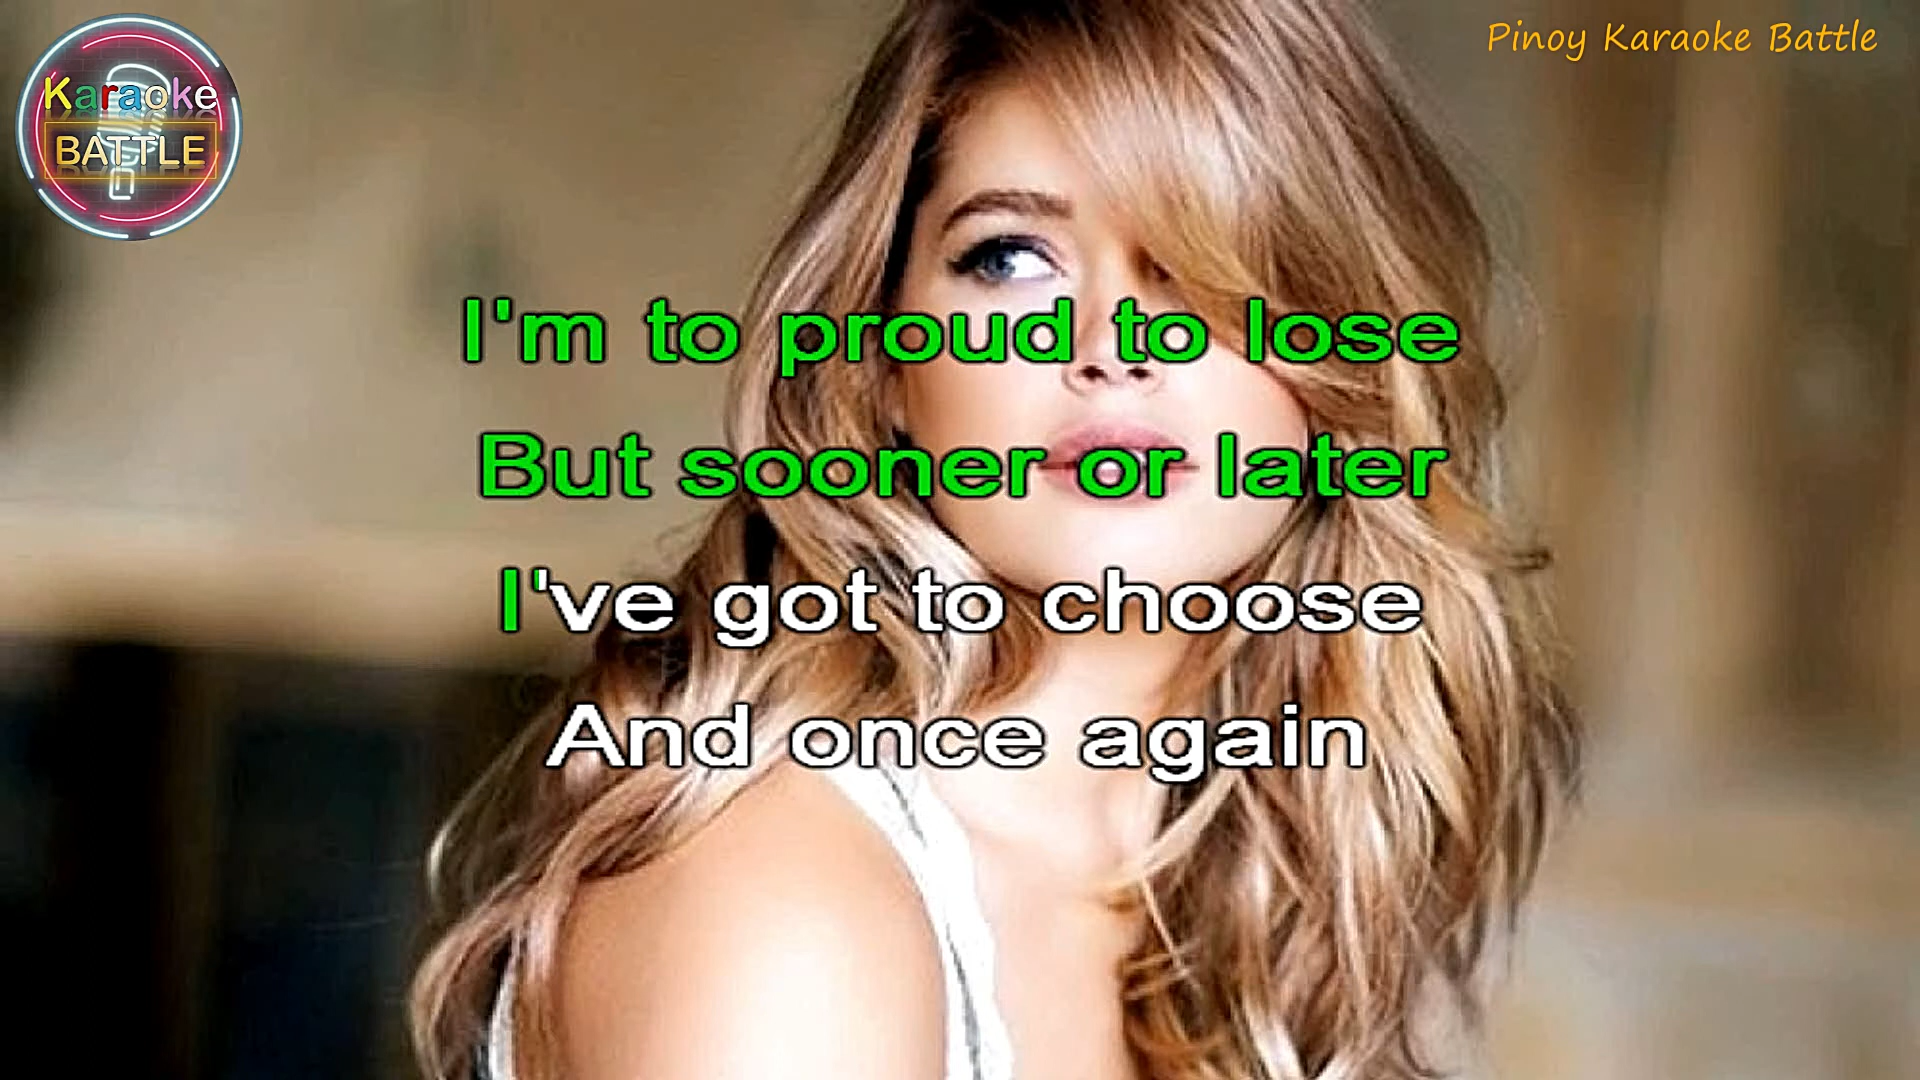 Karaoke
BATTLE
Pinoy Karaoke Battle
I'm to proud to lose
But sooner or later
I've got to choose
And once again